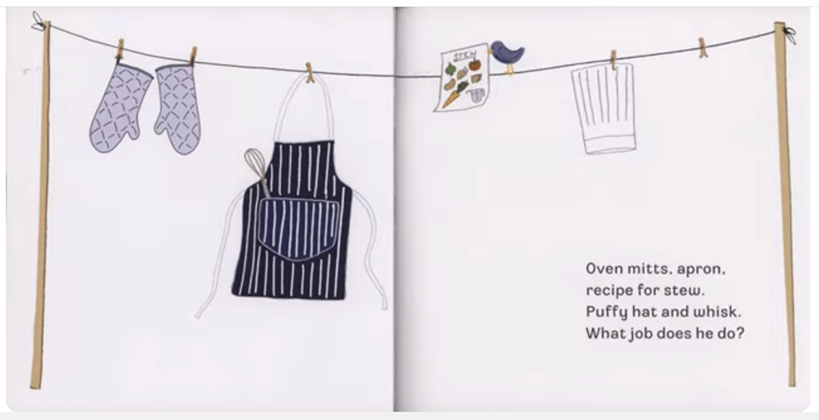 STEW
Oven mitts, apron,
recipe for stew.
Puffy hat and whisk.
What job does he do?